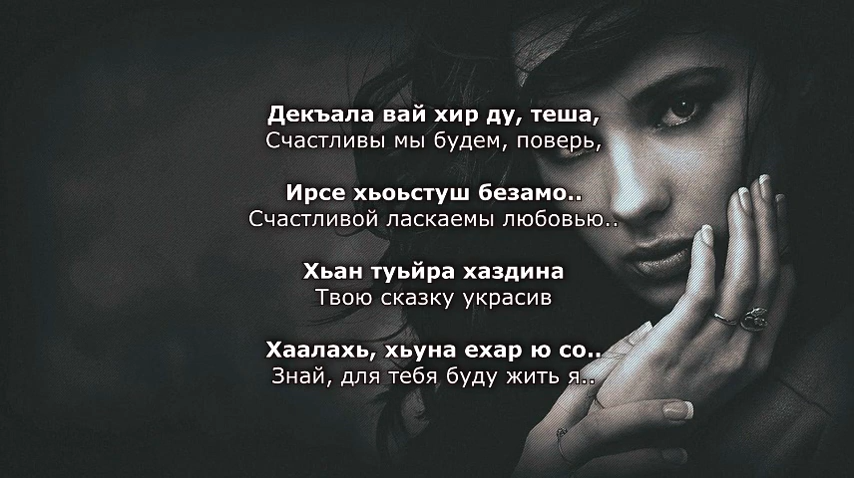 Декъала вай хир ду, теша,
Счастливы мы будем, поверь,
Ирсе хьоьстуш безамо..
Счастливой ласкаемы любовью..
Хьан туьйра хаздина
Твою сказку украсив
Хаалахь, хьуна ехар ю со..
Знай, для тебя буду жить я..